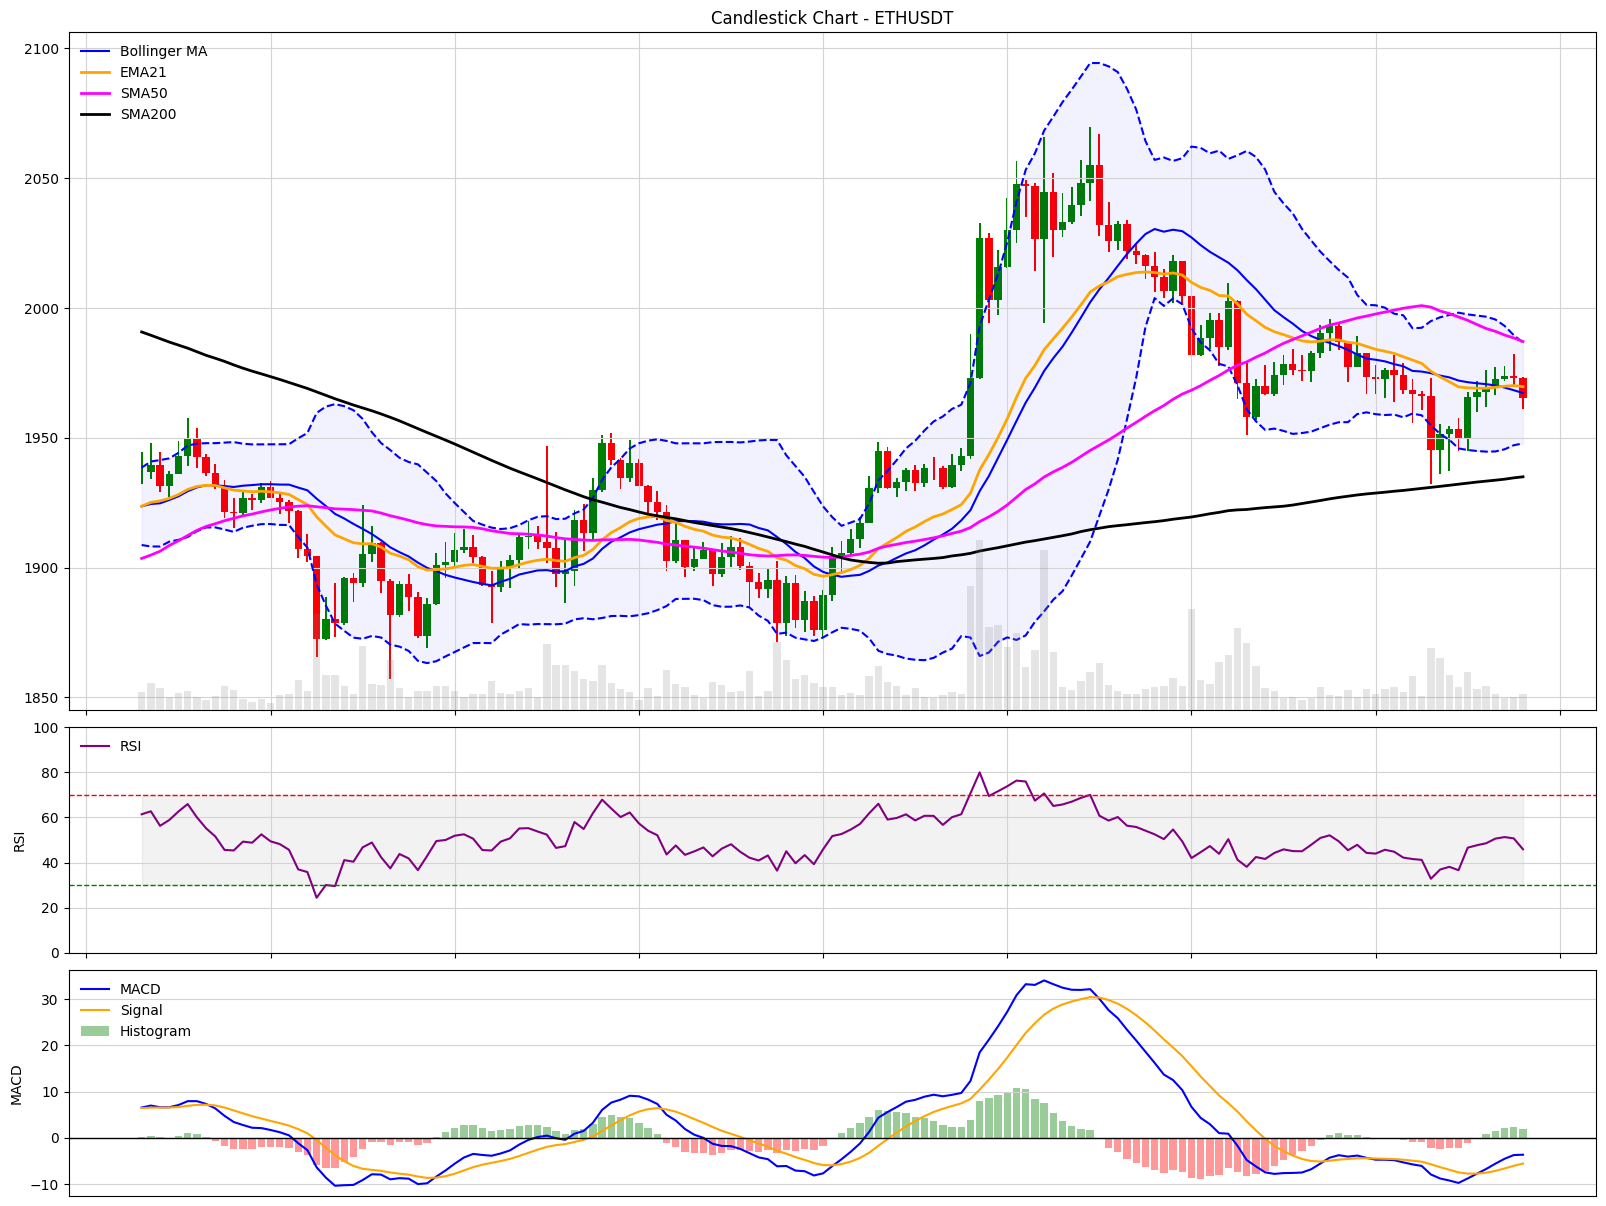 Candlestick Chart - ETHUSDT
Bollinger MA
EMA21
SMA50
SMA200
2100
2050
2000
1950
1900
1850
RSI
RSI
100
80
60
40
20
0
MACD
Signal
Histogram
MACD
30
20
10
0
−10